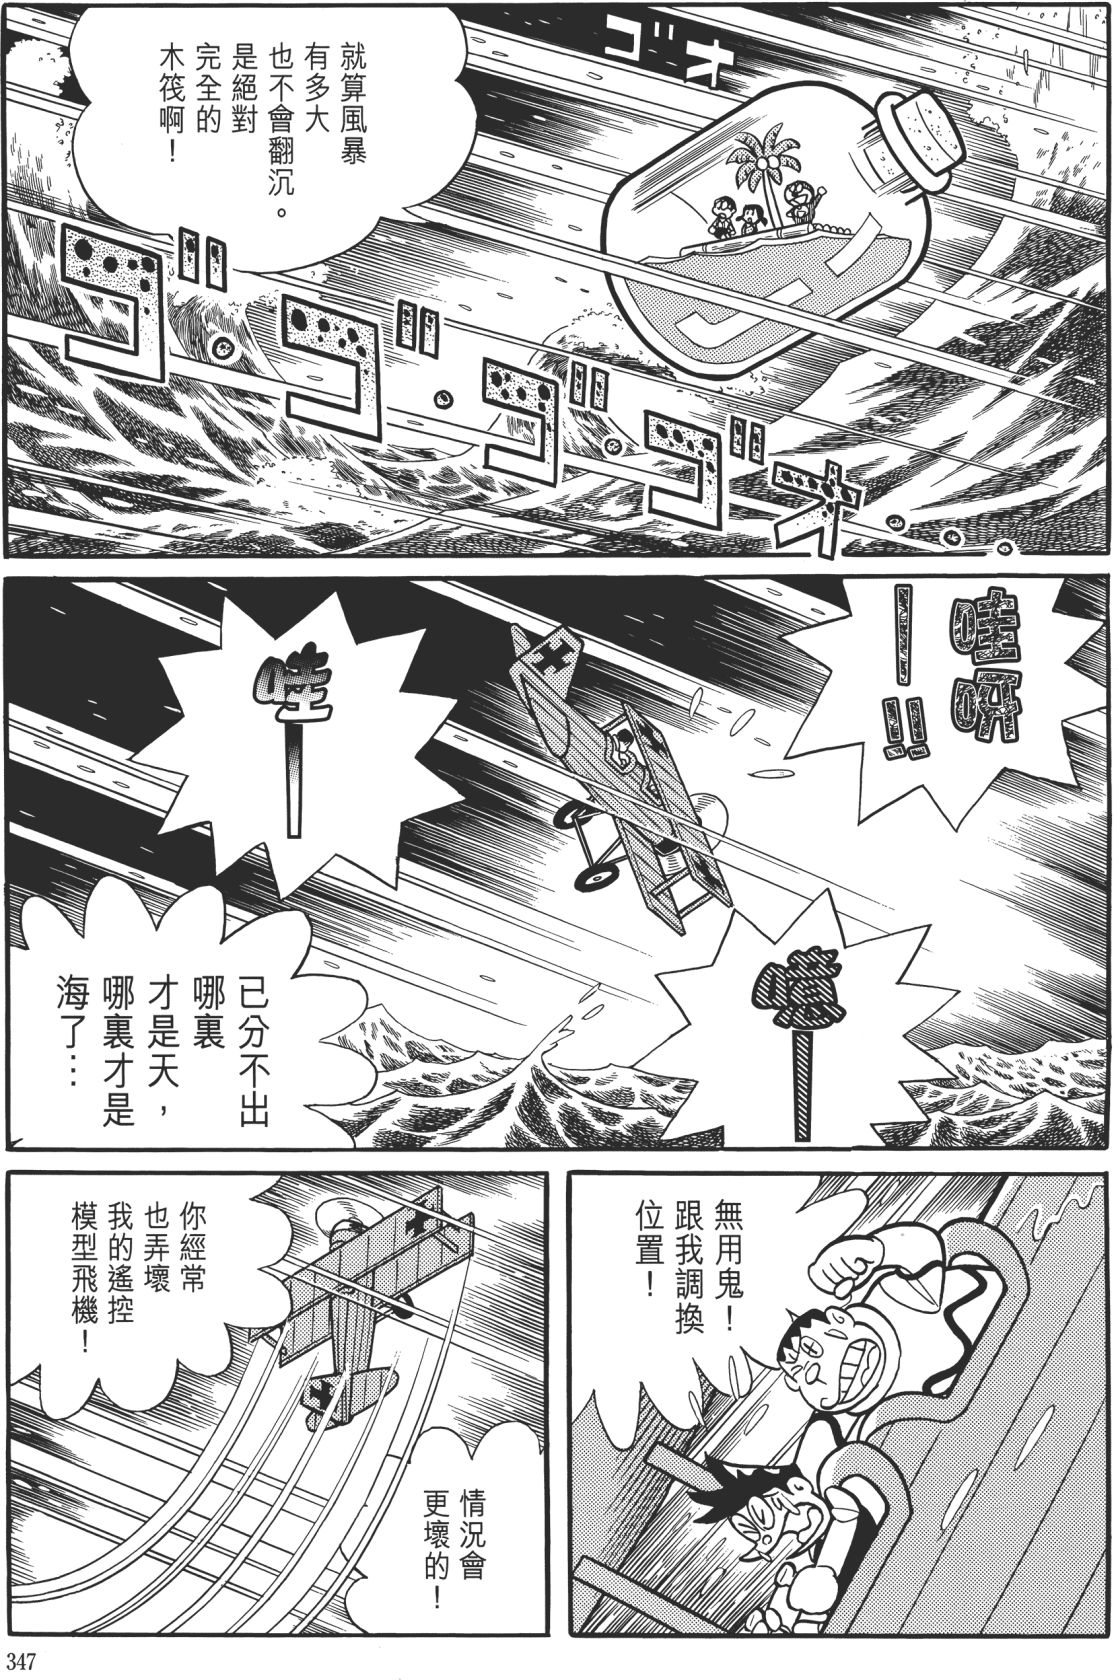 ゴオ
就算風暴
有多大
也不會翻沉。
是絕對
完全的
木筏啊！
ゴ・ゴ・ゴ・ゴオ・・・
哇呀
ー!!
哇ー
噫ー
已分不出
哪裏
才是天，
哪裏才是
海了…
無用鬼！
跟我調換
位置！
你經常
也弄壞
我的遙控
模型飛機！
情況會
更壞的！
347